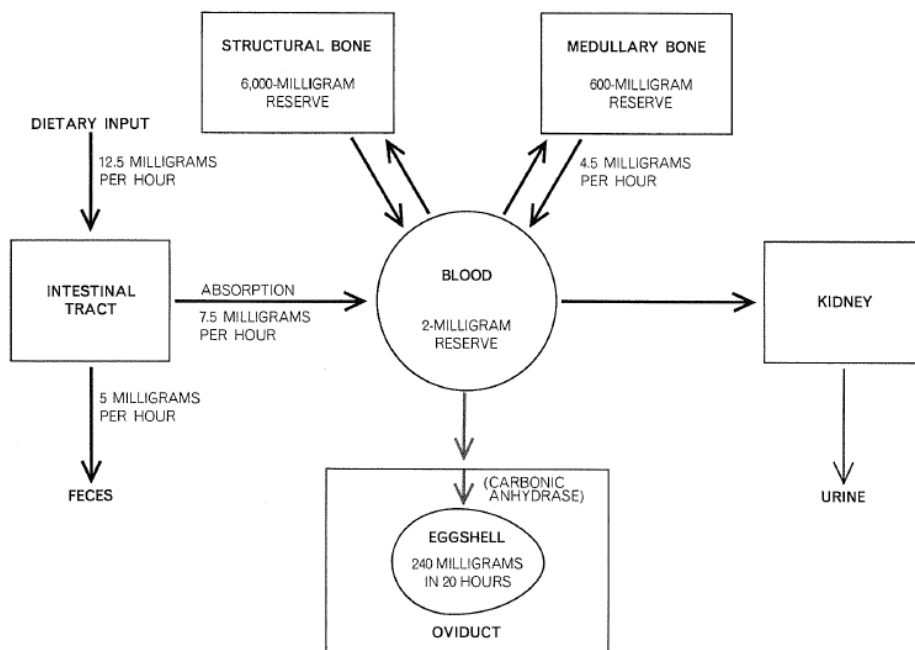 STRUCTURAL BONE
6,000-MILLIGRAM
RESERVE
MEDULLARY BONE
600-MILLIGRAM
RESERVE
DIETARY INPUT
12.5 MILLIGRAMS
PER HOUR
4.5 MILLIGRAMS
PER HOUR
INTESTINAL
TRACT
ABSORPTION
7.5 MILLIGRAMS
PER HOUR
BLOOD
2-MILLIGRAM
RESERVE
KIDNEY
5 MILLIGRAMS
PER HOUR
FECES
(CARBONIC
ANHYDRASE)
EGGSHELL
240 MILLIGRAMS
IN 20 HOURS
OVIDUCT
URINE